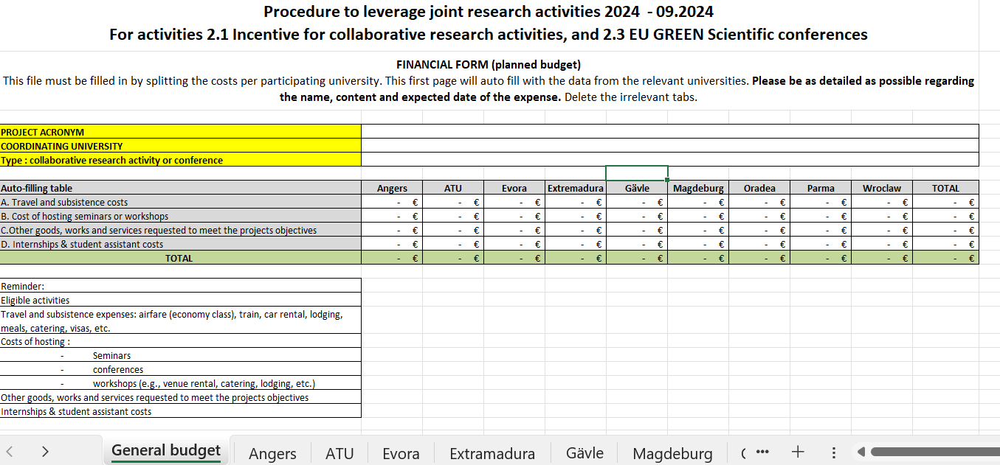 Procedure to leverage joint research activities 2024 - 09.2024
For activities 2.1 Incentive for collaborative research activities, and 2.3 EU GREEN Scientific conferences
FINANCIAL FORM (planned budget)
This file must be filled in by splitting the costs per participating university. This first page will auto fill with the data from the relevant universities. Please be as detailed as possible regarding
the name, content and expected date of the expense. Delete the irrelevant tabs.
PROJECT ACRONYM
COORDINATING UNIVERSITY
Type : collaborative research activity or conference
Auto-filling table Angers ATU Evora Extremadura Gävle Magdeburg Oradea Parma Wroclaw TOTAL
A. Travel and subsistence costs - € - € - € - € - € - € - € - € - € - €
B. Cost of hosting seminars or workshops - € - € - € - € - € - € - € - € - € - €
C.Other goods, works and services requested to meet the projects objectives - € - € - € - € - € - € - € - € - € - €
D. Internships & student assistant costs - € - € - € - € - € - € - € - € - € - €
TOTAL - € - € - € - € - € - € - € - € - € - €
Reminder:
Eligible activities
Travel and subsistence expenses: airfare (economy class), train, car rental, lodging,
meals, catering, visas, etc.
Costs of hosting :
- Seminars
- conferences
- workshops (e.g., venue rental, catering, lodging, etc.)
Other goods, works and services requested to meet the projects objectives
Internships & student assistant costs
General budget Angers ATU Evora Extramadura Gävle Magdeburg